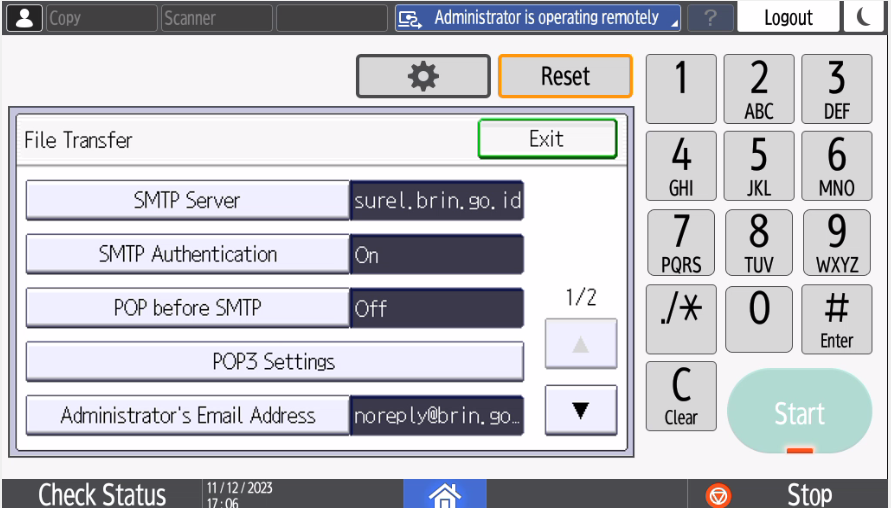 Copy
Scanner
Administrator is operating remotely
?
Logout
Reset
File Transfer
Exit
SMTP Server
surel.brin.go.id
SMTP Authentication
On
POP before SMTP
Off
POP3 Settings
Administrator's Email Address
noreply@brin.go…
1/2
▲
▼
1
2
ABC
3
DEF
4
GHI
5
JKL
6
MNO
7
PQRS
8
TUV
9
WXYZ
./*
0
#
Enter
C
Clear
Start
Check Status
11/12/2023
17:06
Stop